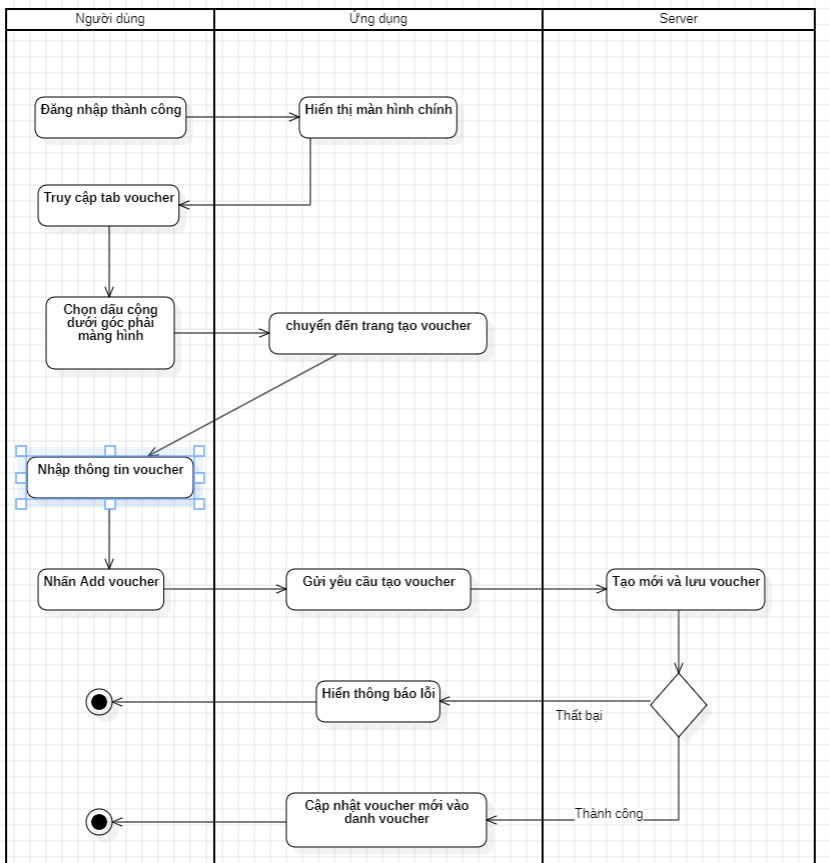 Người dùng
Ứng dụng
Server
Đăng nhập thành công
Hiển thị màn hình chính
Truy cập tab voucher
Chọn dấu cộng
dưới góc phải
màng hình
chuyển đến trang tạo voucher
Nhập thông tin voucher
Nhấn Add voucher
Gửi yêu cầu tạo voucher
Tạo mới và lưu voucher
Hiển thông báo lỗi
Thất bại
Cập nhật voucher mới vào
danh voucher
Thành công